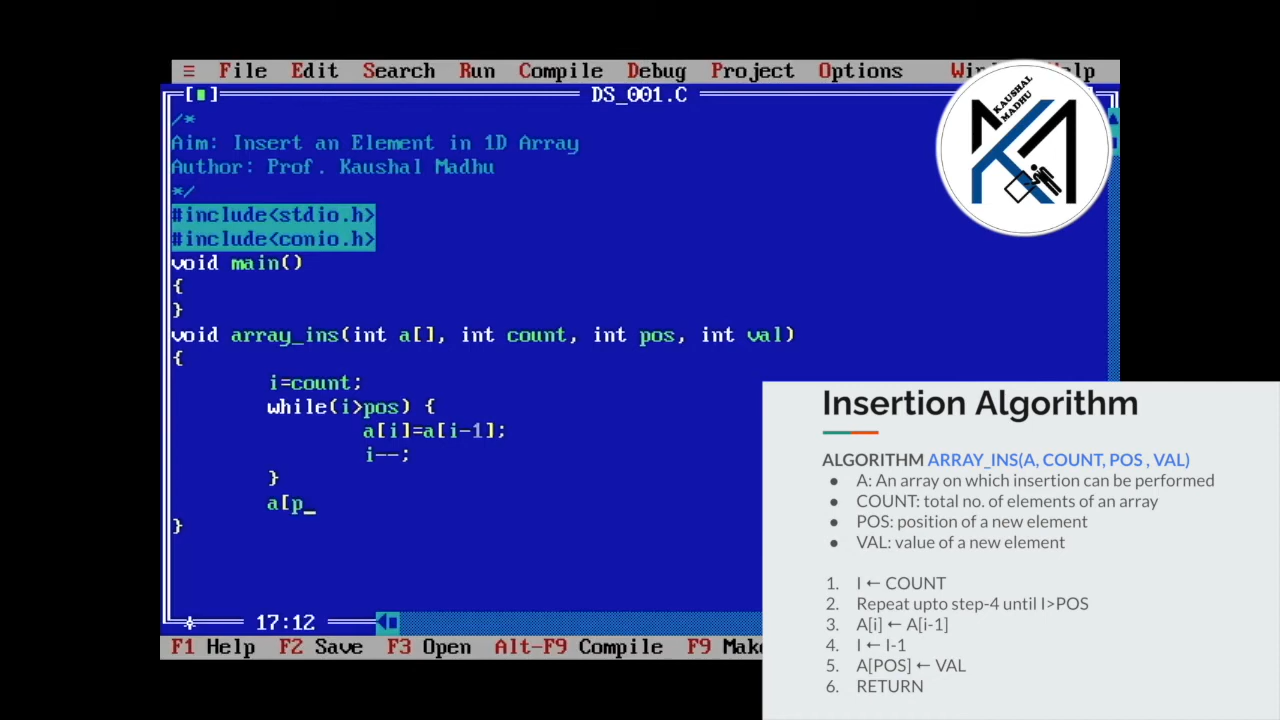 ≡ File Edit Search Run Compile Debug Project Options
[■] DS_001.C
/*
Aim: Insert an Element in 1D Array
Author: Prof. Kaushal Madhu
*/
#include<stdio.h>
#include<conio.h>
void main()
{
}
void array_ins(int a[], int count, int pos, int val)
{
i=count;
while(i>pos) {
a[i]=a[i-1];
i--;
}
a[p_
}
17:12
F1 Help F2 Save F3 Open Alt-F9 Compile F9 Make
KAUSHAL
MADHU
Insertion Algorithm
ALGORITHM ARRAY_INS(A, COUNT, POS , VAL)
● A: An array on which insertion can be performed
● COUNT: total no. of elements of an array
● POS: position of a new element
● VAL: value of a new element
1. I ← COUNT
2. Repeat upto step-4 until I>POS
3. A[i] ← A[i-1]
4. I ← I-1
5. A[POS] ← VAL
6. RETURN